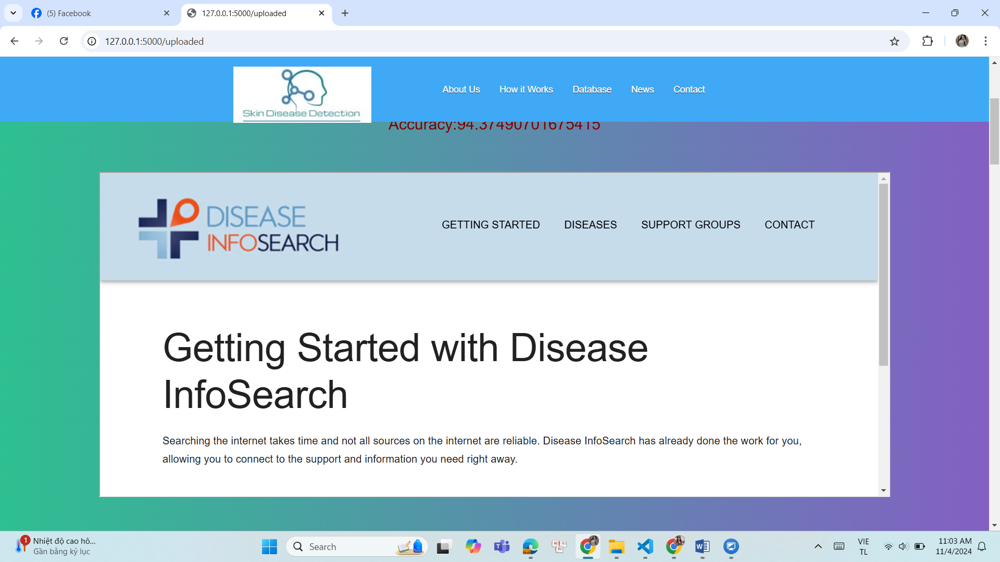 (5) Facebook
127.0.0.1:5000/uploaded
127.0.0.1:5000/uploaded
Skin Disease Detection
About Us How it Works Database News Contact
Accuracy:94.37490701675415
DISEASE
INFOSEARCH
GETTING STARTED DISEASES SUPPORT GROUPS CONTACT
Getting Started with Disease
InfoSearch
Searching the internet takes time and not all sources on the internet are reliable. Disease InfoSearch has already done the work for you,
allowing you to connect to the support and information you need right away.
1
Nhiệt độ cao hô...
Gần bằng kỷ lục
Search
VIE
TL
11:03 AM
11/4/2024